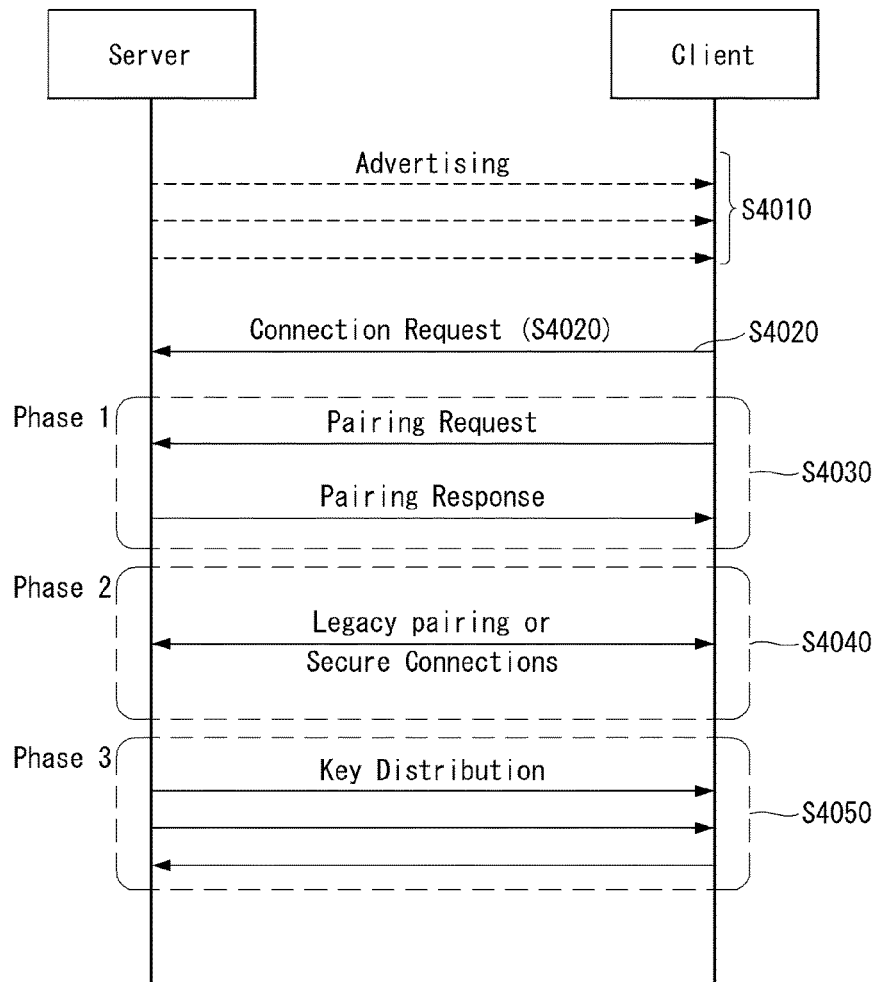 Server
Client
Advertising
S4010
Connection Request (S4020)
S4020
Phase 1
Pairing Request
S4030
Pairing Response
Phase 2
Legacy pairing or
Secure Connections
S4040
Phase 3
Key Distribution
S4050